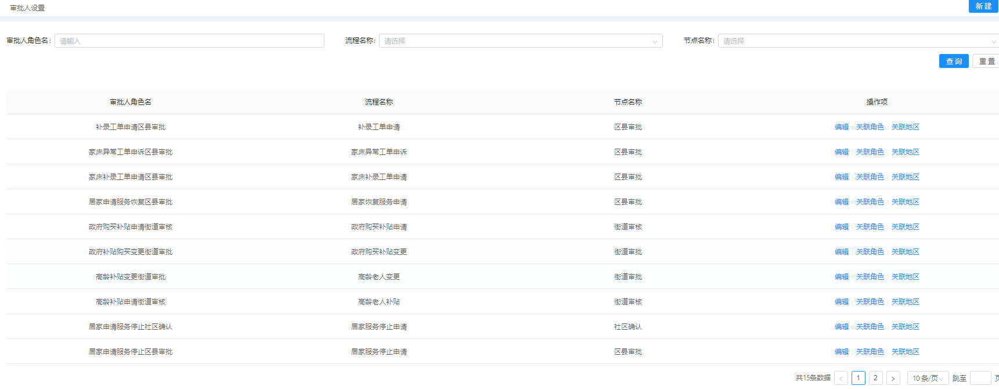 审批人设置 新建
审批人角色名: 请输入 流程名称: 请选择 节点名称: 请选择
查询 重置
审批人角色名 流程名称 节点名称 操作项
补录工单申请区县审批 补录工单申请 区县审批 编辑 关联角色 关联地区
家床异常工单申诉区县审批 家床异常工单申诉 区县审批 编辑 关联角色 关联地区
家床补录工单申请区县审批 家床补录工单申请 区县审批 编辑 关联角色 关联地区
居家申请服务恢复区县审批 居家恢复服务申请 区县审批 编辑 关联角色 关联地区
政府购买补贴申请街道审核 政府购买补贴申请 街道审核 编辑 关联角色 关联地区
政府补贴购买变更街道审批 政府购买补贴变更 街道审批 编辑 关联角色 关联地区
高龄补贴变更街道审批 高龄老人变更 街道审批 编辑 关联角色 关联地区
高龄补贴申请街道审核 高龄老人补贴 街道审核 编辑 关联角色 关联地区
居家申请服务停止社区确认 居家服务停止申请 社区确认 编辑 关联角色 关联地区
居家申请服务停止区县审批 居家服务停止申请 区县审批 编辑 关联角色 关联地区
共15条数据 < 1 2 > 10 条/页 跳至